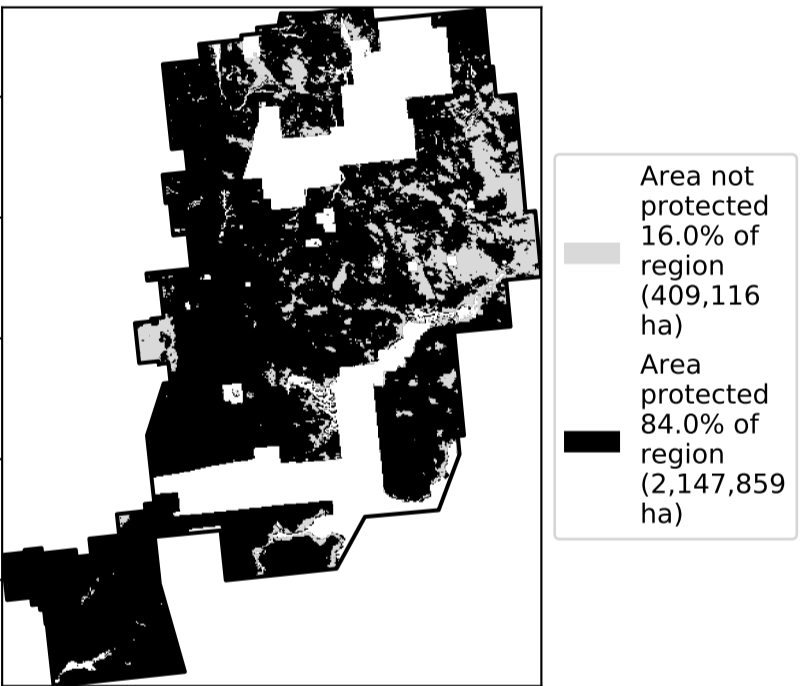 Area not
protected
16.0% of
region
(409,116
ha)
Area
protected
84.0% of
region
(2,147,859
ha)